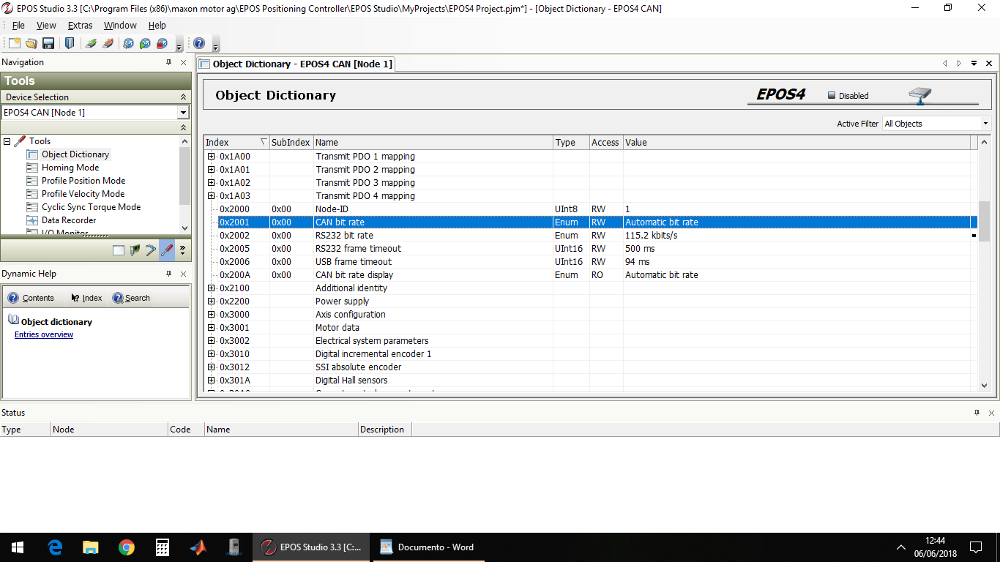 EPOS Studio 3.3 [C:\Program Files (x86)\maxon motor ag\EPOS Positioning Controller\EPOS Studio\MyProjects\EPOS4 Project.pjm*] - [Object Dictionary - EPOS4 CAN]
File View Extras Window Help
Navigation
Tools
Device Selection
EPOS4 CAN [Node 1]
Tools
Object Dictionary
Homing Mode
Profile Position Mode
Profile Velocity Mode
Cyclic Sync Torque Mode
Data Recorder
I/O Monitor
Dynamic Help
Contents Index Search
Object dictionary
Entries overview
Object Dictionary - EPOS4 CAN [Node 1]
Object Dictionary
EPOS4 Disabled
Active Filter All Objects
Index SubIndex Name Type Access Value
0x1A00 Transmit PDO 1 mapping
0x1A01 Transmit PDO 2 mapping
0x1A02 Transmit PDO 3 mapping
0x1A03 Transmit PDO 4 mapping
0x2000 0x00 Node-ID UInt8 RW 1
0x2001 0x00 CAN bit rate Enum RW Automatic bit rate
0x2002 0x00 RS232 bit rate Enum RW 115.2 kbits/s
0x2005 0x00 RS232 frame timeout UInt16 RW 500 ms
0x2006 0x00 USB frame timeout UInt16 RW 94 ms
0x200A 0x00 CAN bit rate display Enum RO Automatic bit rate
0x2100 Additional identity
0x2200 Power supply
0x3000 Axis configuration
0x3001 Motor data
0x3002 Electrical system parameters
0x3010 Digital incremental encoder 1
0x3012 SSI absolute encoder
0x301A Digital Hall sensors
Status
Type Node Code Name Description
EPOS Studio 3.3 [C:... Documento - Word
12:44
06/06/2018